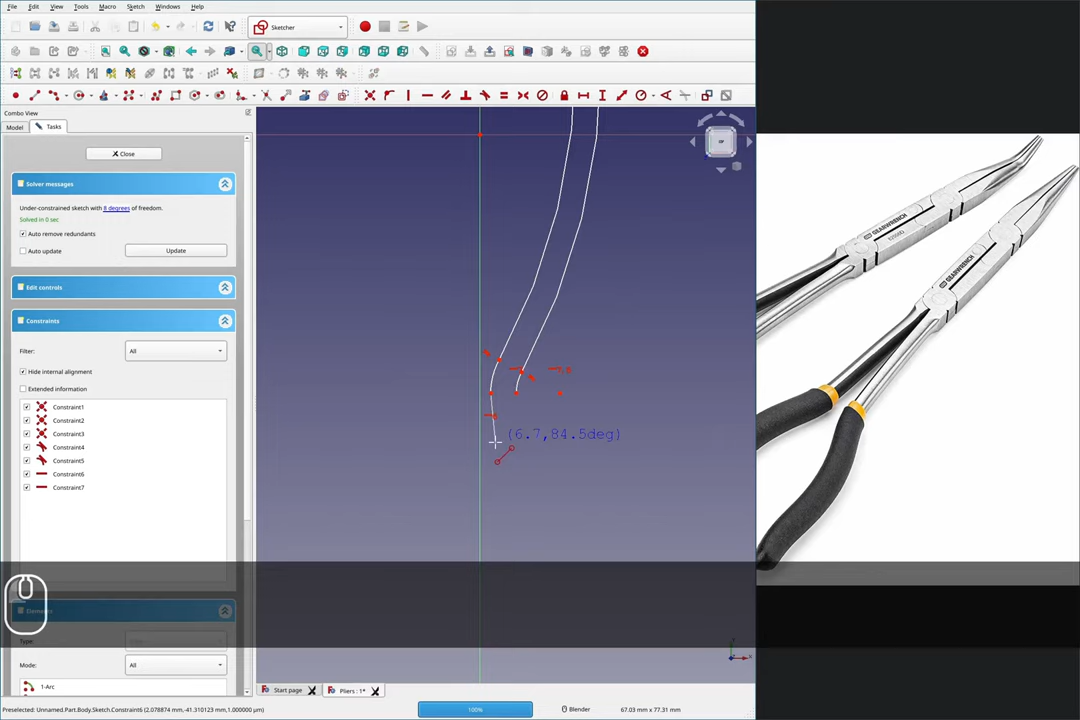 File Edit View Tools Macro Sketch Windows Help
Sketcher
Combo View
Model Tasks
Close
Solver messages
Under-constrained sketch with 8 degrees of freedom.
Solved in 0 sec
Auto remove redundants
Auto update Update
Edit controls
Constraints
Filter: All
Hide internal alignment
Extended information
Constraint1
Constraint2
Constraint3
Constraint4
Constraint5
Constraint6
Constraint7
Elements
Type:
Mode: All
1-Arc
(6.7,84.5deg)
GEARWRENCH
GEARWRENCH
Start page Pliers : 1*
Preselected: Unnamed.Part.Body.Sketch.Constraint6 (2.078874 mm,-41.310123 mm,1.000000 μm) 100% Blender 67.03 mm x 77.31 mm